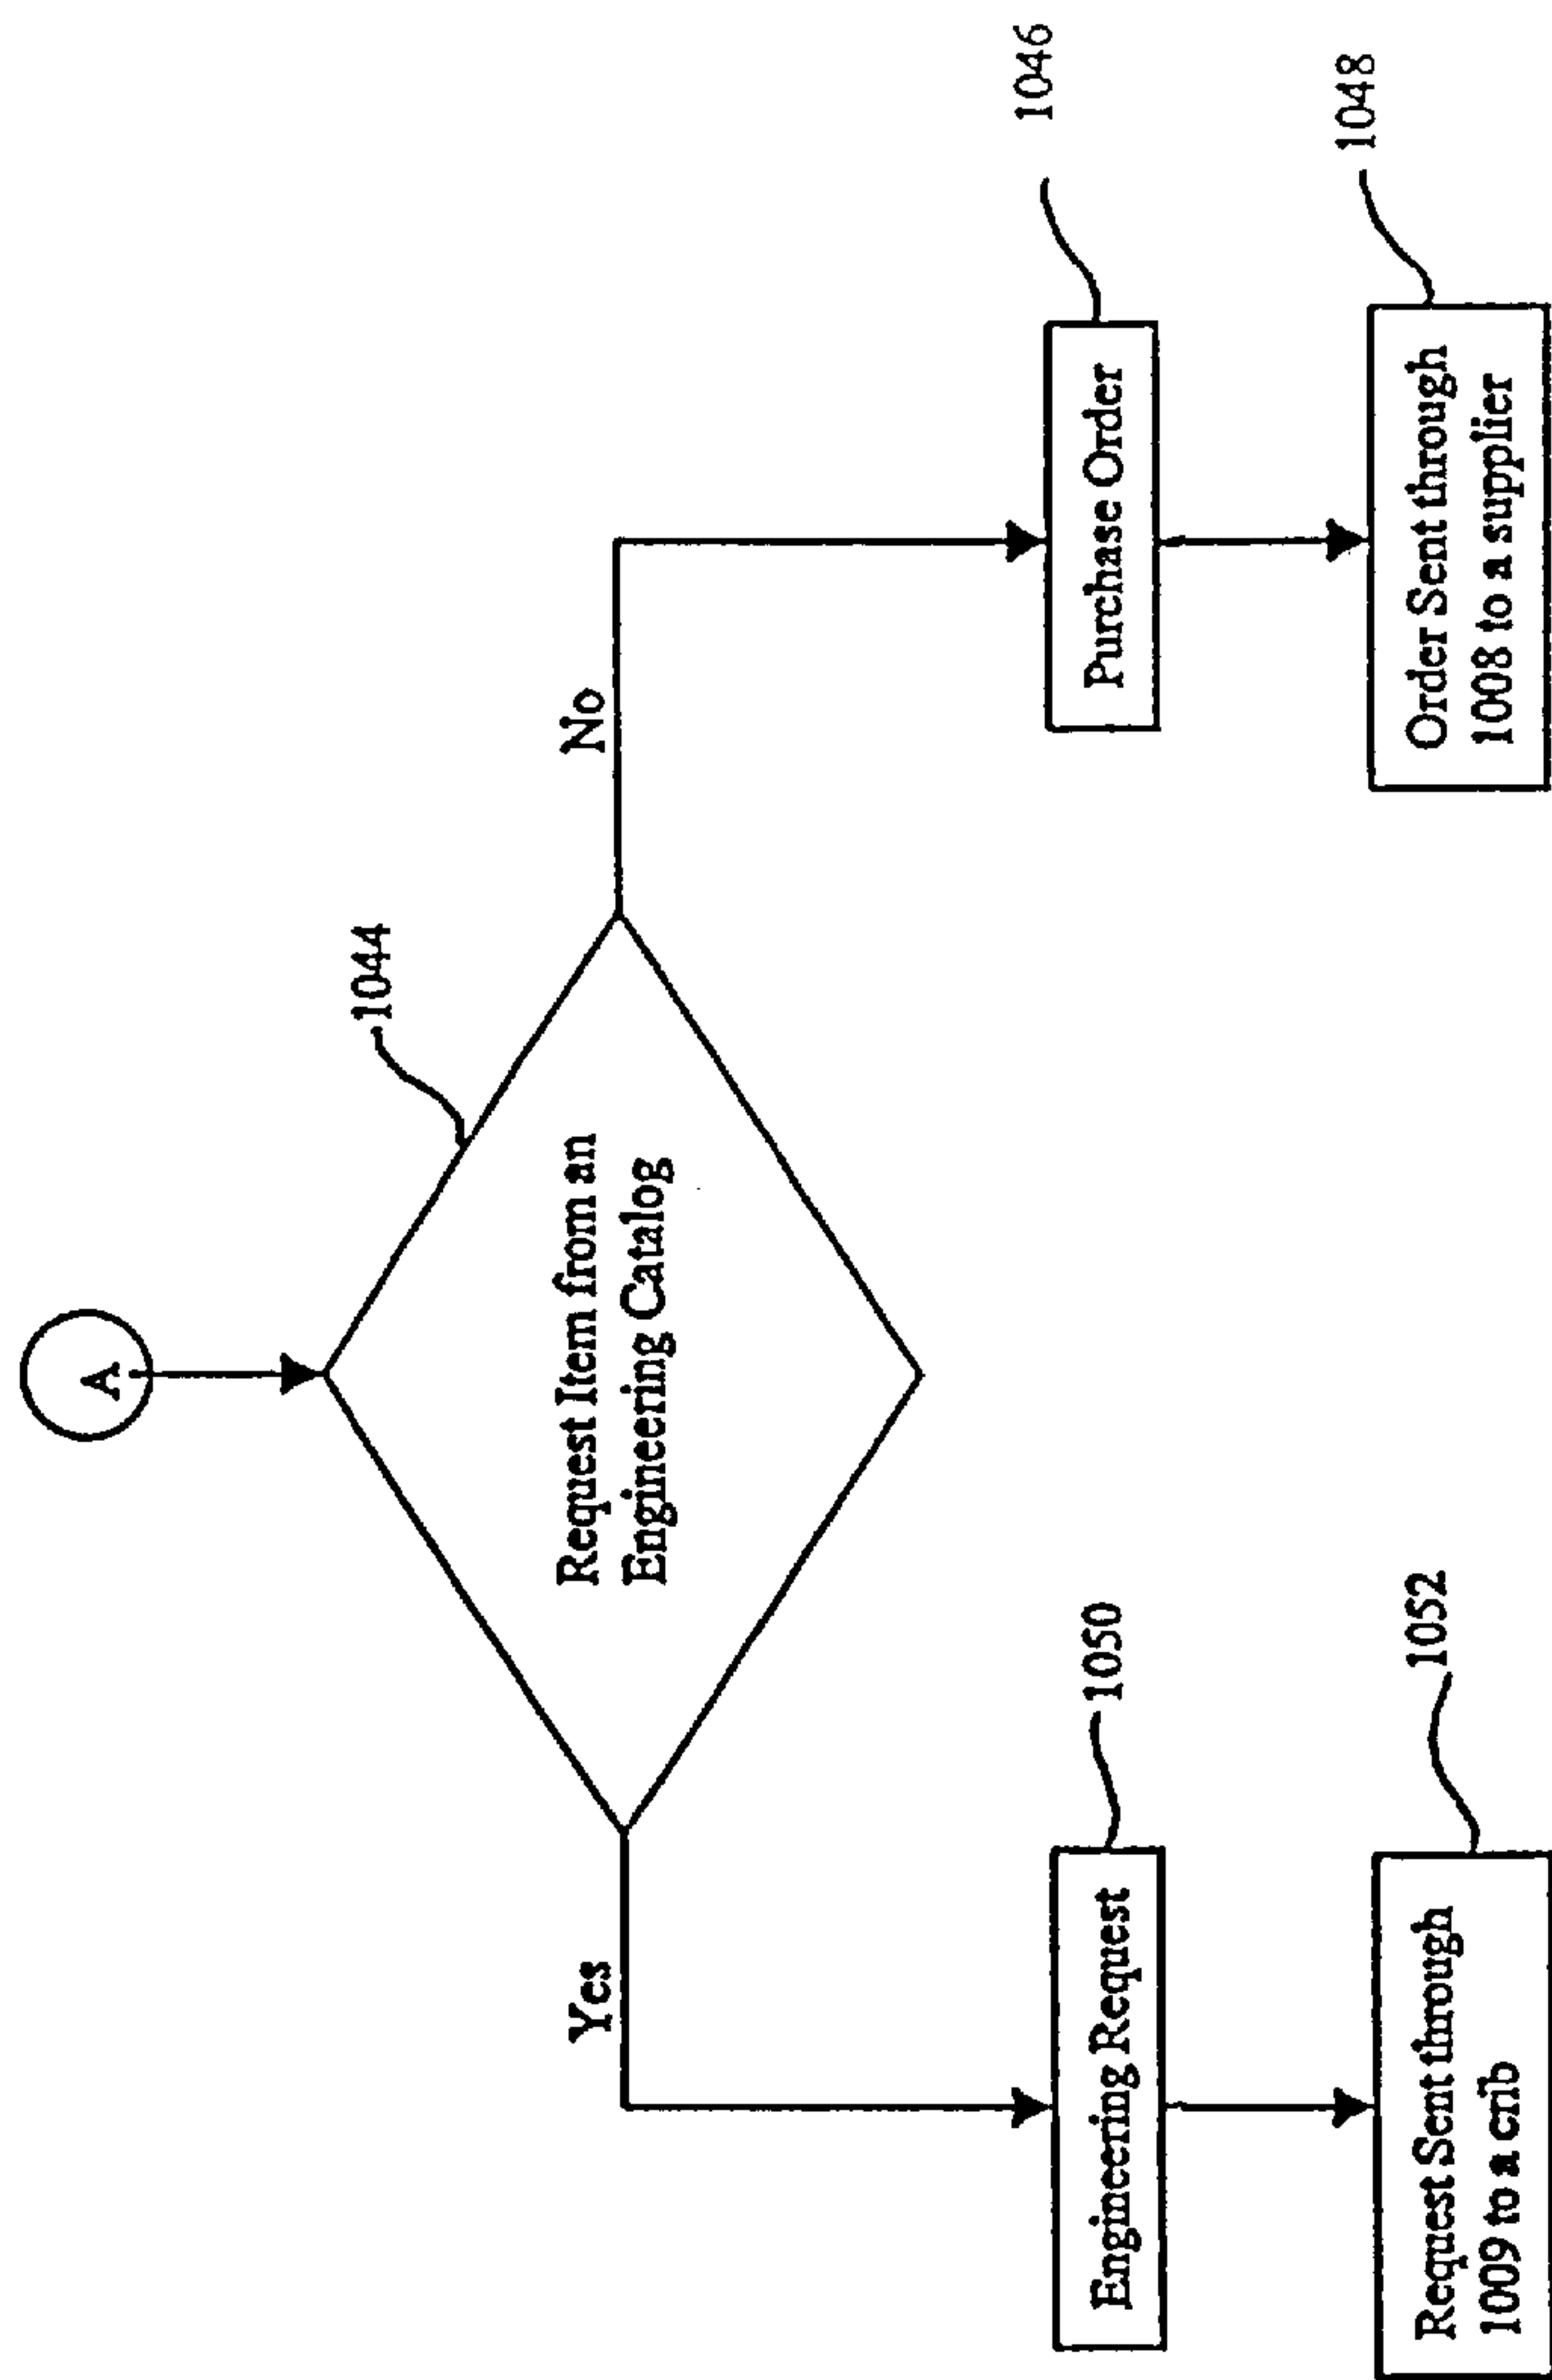 A
1044
Request Item from an
Engineering Catalog
Yes
No
1050
Engineering Request
1046
Purchase Order
1052
Request Sent through
1009 to a crib
1048
Order Sent through
1008 to a supplier